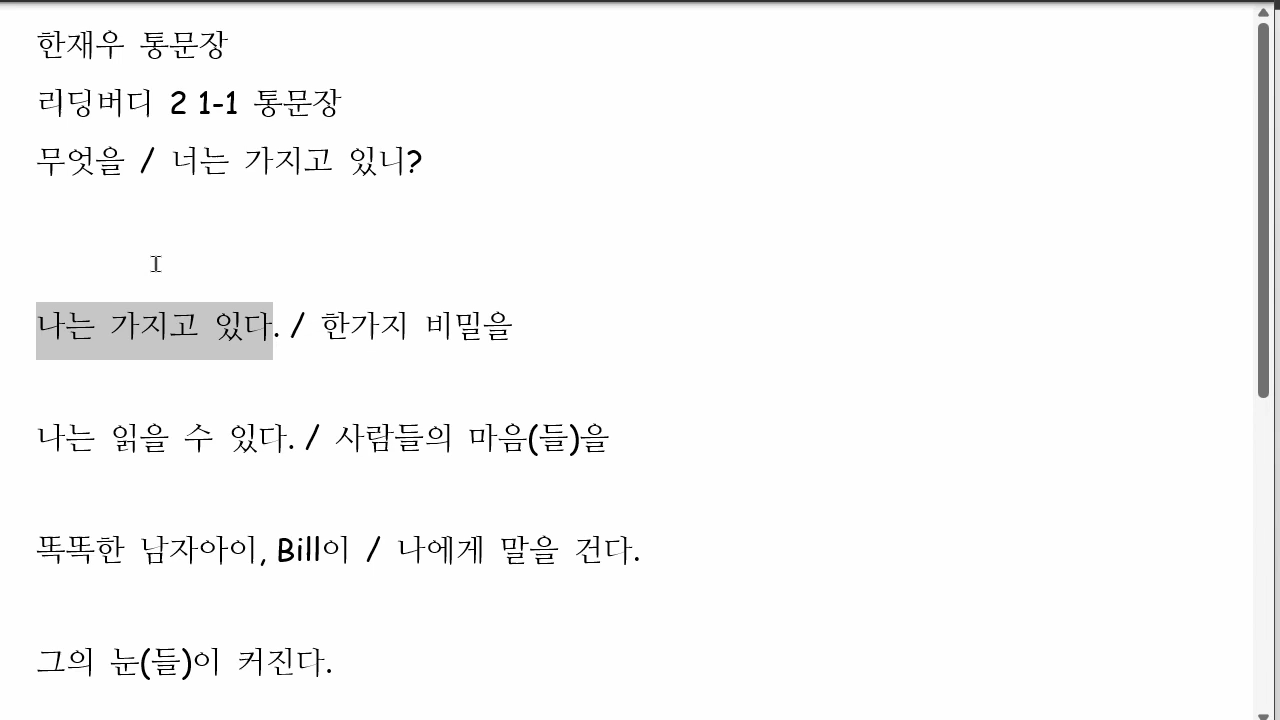 한재우 통문장
리딩버디 2 1-1 통문장
무엇을 / 너는 가지고 있니?
나는 가지고 있다. / 한가지 비밀을
나는 읽을 수 있다. / 사람들의 마음(들)을
똑똑한 남자아이, Bill이 / 나에게 말을 건다.
그의 눈(들)이 커진다.